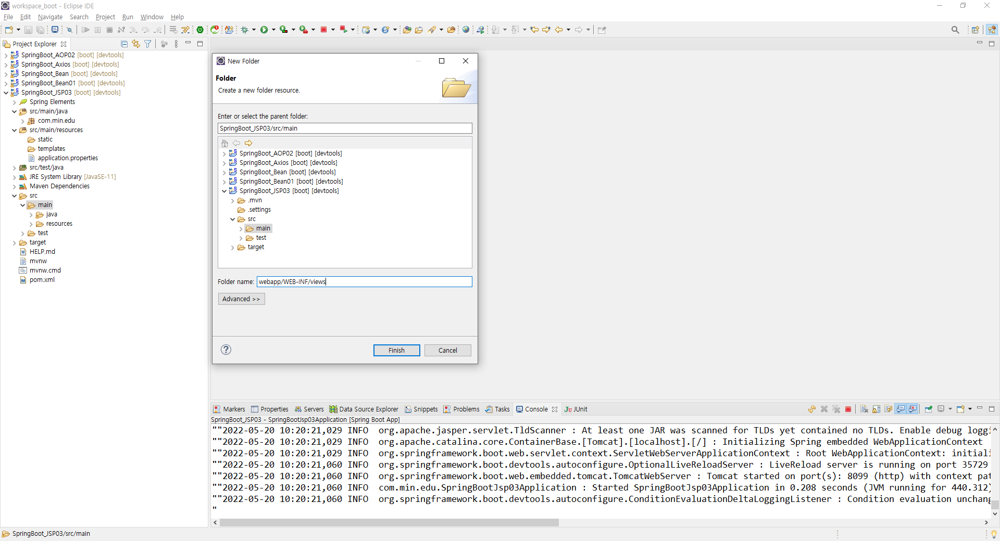 workspace_boot - Eclipse IDE
File Edit Navigate Search Project Run Window Help
Project Explorer
SpringBoot_AOP02 [boot] [devtools]
SpringBoot_Axios [boot] [devtools]
SpringBoot_Bean [boot] [devtools]
SpringBoot_Bean01 [boot] [devtools]
SpringBoot_JSP03 [boot] [devtools]
Spring Elements
src/main/java
com.min.edu
src/main/resources
static
templates
application.properties
src/test/java
JRE System Library [JavaSE-11]
Maven Dependencies
src
main
java
resources
test
target
HELP.md
mvnw
mvnw.cmd
pom.xml
New Folder
Folder
Create a new folder resource.
Enter or select the parent folder:
SpringBoot_JSP03/src/main
SpringBoot_AOP02 [boot] [devtools]
SpringBoot_Axios [boot] [devtools]
SpringBoot_Bean [boot] [devtools]
SpringBoot_Bean01 [boot] [devtools]
SpringBoot_JSP03 [boot] [devtools]
.mvn
.settings
src
main
test
target
Folder name: webapp/WEB-INF/views
Advanced >>
Finish Cancel
Markers Properties Servers Data Source Explorer Snippets Problems Tasks Console JUnit
SpringBoot_JSP03 - SpringBootJsp03Application [Spring Boot App]
""2022-05-20 10:20:21,029 INFO  org.apache.jasper.servlet.TldScanner : At least one JAR was scanned for TLDs yet contained no TLDs. Enable debug loggi
""2022-05-20 10:20:21,029 INFO  org.apache.catalina.core.ContainerBase.[Tomcat].[localhost].[/] : Initializing Spring embedded WebApplicationContext
""2022-05-20 10:20:21,029 INFO  org.springframework.boot.web.servlet.context.ServletWebServerApplicationContext : Root WebApplicationContext: initiali
""2022-05-20 10:20:21,060 INFO  org.springframework.boot.devtools.autoconfigure.OptionalLiveReloadServer : LiveReload server is running on port 35729
""2022-05-20 10:20:21,060 INFO  org.springframework.boot.web.embedded.tomcat.TomcatWebServer : Tomcat started on port(s): 8099 (http) with context pat
""2022-05-20 10:20:21,060 INFO  com.min.edu.SpringBootJsp03Application : Started SpringBootJsp03Application in 0.208 seconds (JVM running for 440.312)
""2022-05-20 10:20:21,060 INFO  org.springframework.boot.devtools.autoconfigure.ConditionEvaluationDeltaLoggingListener : Condition evaluation unchang
"
SpringBoot_JSP03/src/main